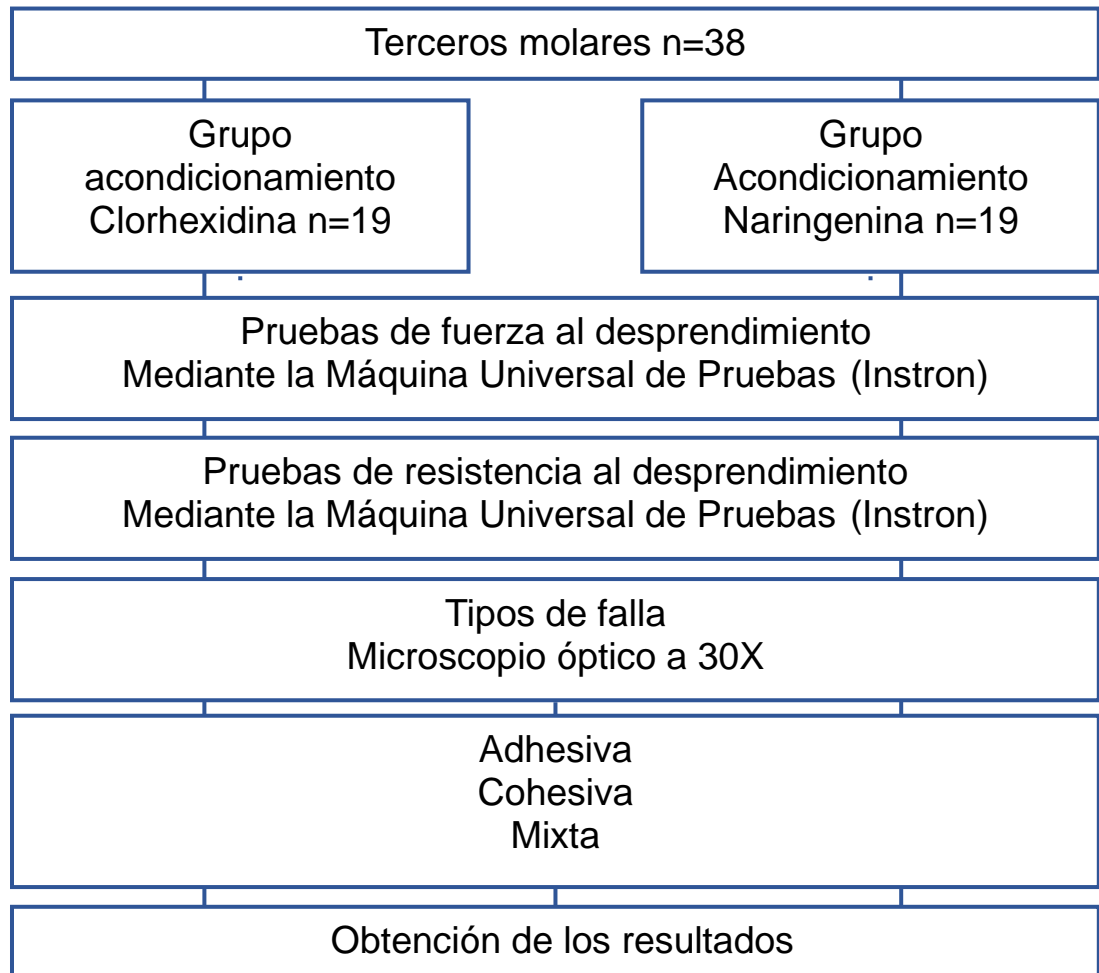 Terceros molares n=38
Grupo
acondicionamiento
Clorhexidina n=19
Grupo
Acondicionamiento
Naringenina n=19
Pruebas de fuerza al desprendimiento
Mediante la Máquina Universal de Pruebas (Instron)
Pruebas de resistencia al desprendimiento
Mediante la Máquina Universal de Pruebas (Instron)
Tipos de falla
Microscopio óptico a 30X
Adhesiva
Cohesiva
Mixta
Obtención de los resultados